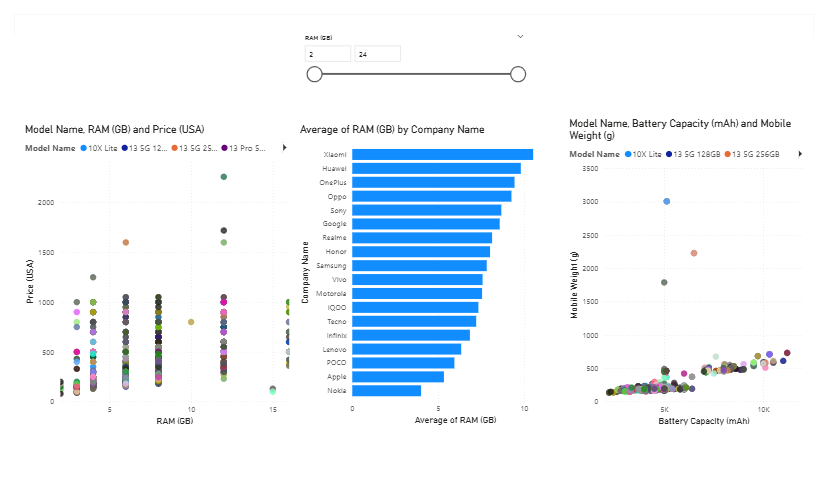 RAM (GB)
2
24
Model Name, RAM (GB) and Price (USA)
Model Name 10X Lite 13 5G 12... 13 5G 25... 13 Pro 5...
Price (USA)
2000
1500
1000
500
0
5
10
15
RAM (GB)
Average of RAM (GB) by Company Name
Company Name
Xiaomi
Huawei
OnePlus
Oppo
Sony
Google
Realme
Honor
Samsung
Vivo
Motorola
iQOO
Tecno
Infinix
Lenovo
POCO
Apple
Nokia
0
5
10
Average of RAM (GB)
Model Name, Battery Capacity (mAh) and Mobile
Weight (g)
Model Name 10X Lite 13 5G 128GB 13 5G 256GB
Mobile Weight (g)
3500
3000
2500
2000
1500
1000
500
0
5K
10K
Battery Capacity (mAh)